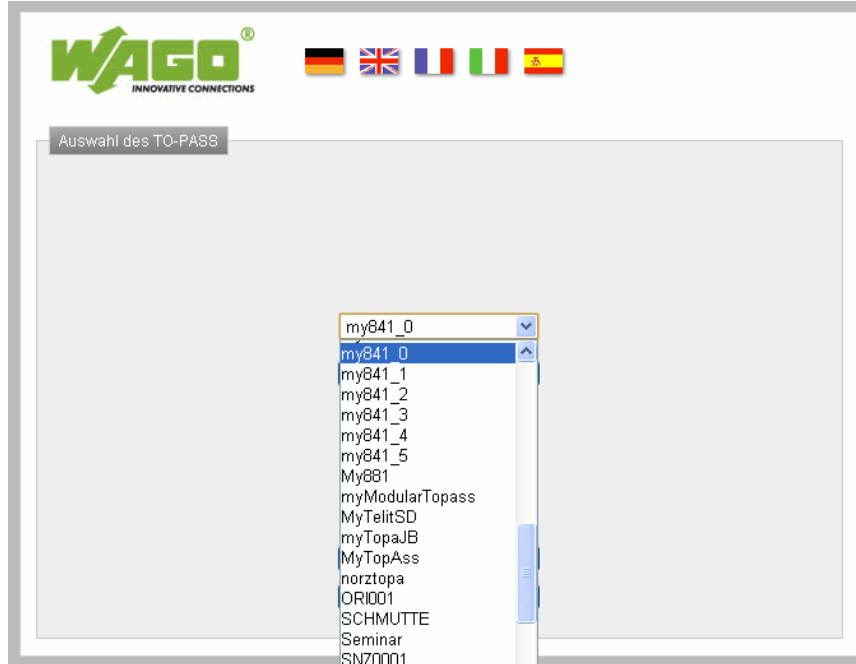 WAGO®
INNOVATIVE CONNECTIONS
Auswahl des TO-PASS
my841_0
my841_0
my841_1
my841_2
my841_3
my841_4
my841_5
My881
myModularTopass
MyTelitSD
myTopaJB
MyTopAss
norztopa
ORI001
SCHMUTTE
Seminar
SNZ0001